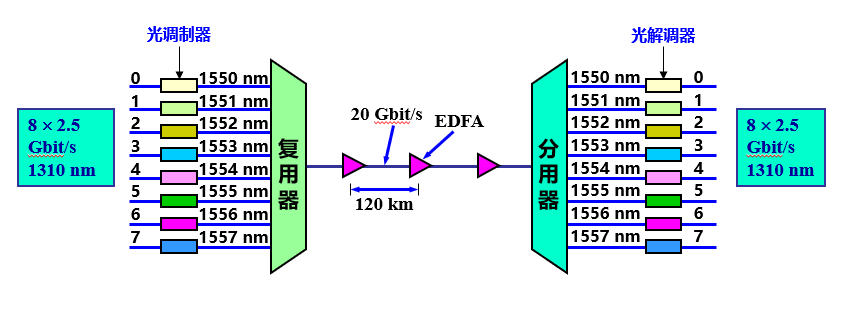 光调制器
光解调器
0 1550 nm
1 1551 nm
2 1552 nm
3 1553 nm
4 1554 nm
5 1555 nm
6 1556 nm
7 1557 nm
8 × 2.5
Gbit/s
1310 nm
复用器
20 Gbit/s
EDFA
120 km
分用器
1550 nm 0
1551 nm 1
1552 nm 2
1553 nm 3
1554 nm 4
1555 nm 5
1556 nm 6
1557 nm 7
8 × 2.5
Gbit/s
1310 nm